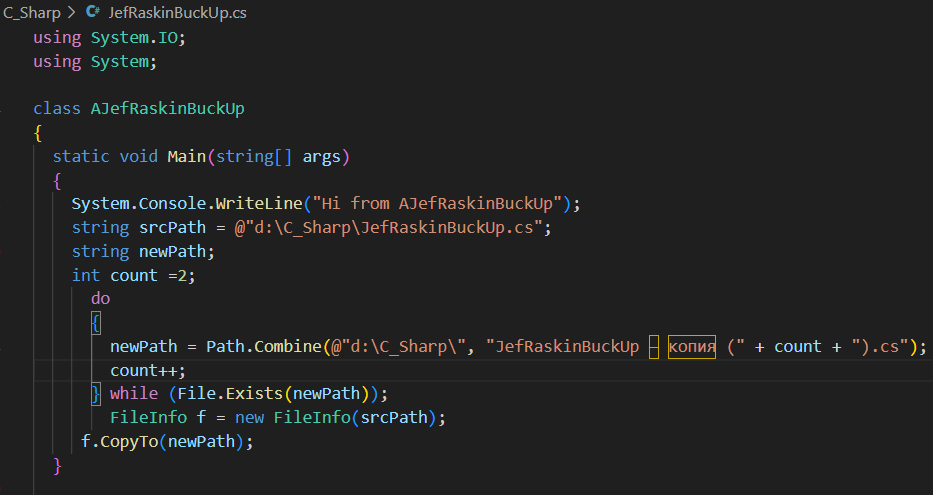 C_Sharp > C# JefRaskinBuckUp.cs
using System.IO;
using System;
class AJefRaskinBuckUp
{
static void Main(string[] args)
{
System.Console.WriteLine("Hi from AJefRaskinBuckUp");
string srcPath = @"d:\C_Sharp\JefRaskinBuckUp.cs";
string newPath;
int count =2;
do
{
newPath = Path.Combine(@"d:\C_Sharp\", "JefRaskinBuckUp – копия (" + count + ").cs");
count++;
} while (File.Exists(newPath));
FileInfo f = new FileInfo(srcPath);
f.CopyTo(newPath);
}